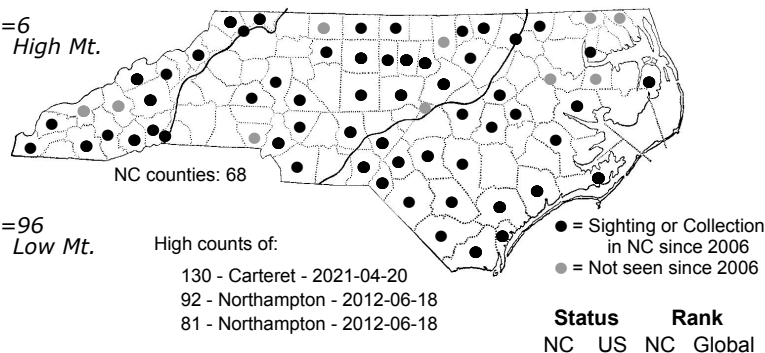 =6
High Mt.
NC counties: 68
=96
Low Mt.
High counts of:
130 - Carteret - 2021-04-20
92 - Northampton - 2012-06-18
81 - Northampton - 2012-06-18
= Sighting or Collection
in NC since 2006
= Not seen since 2006
Status Rank
NC US NC Global